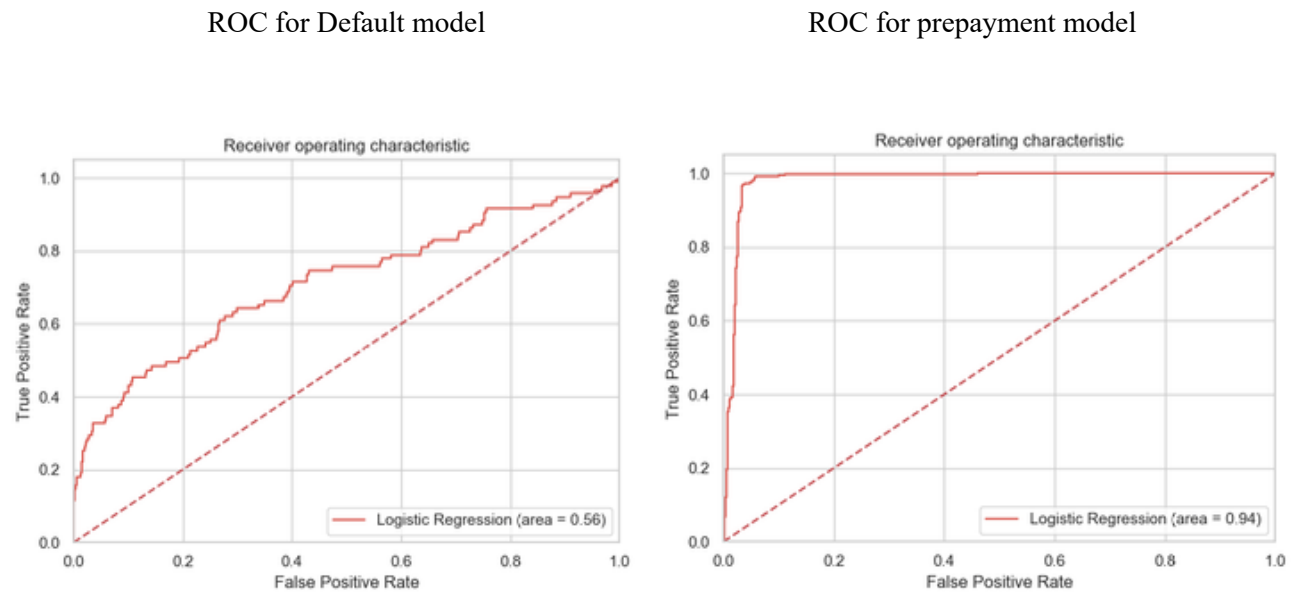 ROC for Default model
ROC for prepayment model
Receiver operating characteristic
1.0
0.8
0.6
0.4
0.2
0.0
True Positive Rate
Logistic Regression (area = 0.56)
0.0 0.2 0.4 0.6 0.8 1.0
False Positive Rate
Receiver operating characteristic
1.0
0.8
0.6
0.4
0.2
0.0
True Positive Rate
Logistic Regression (area = 0.94)
0.0 0.2 0.4 0.6 0.8 1.0
False Positive Rate